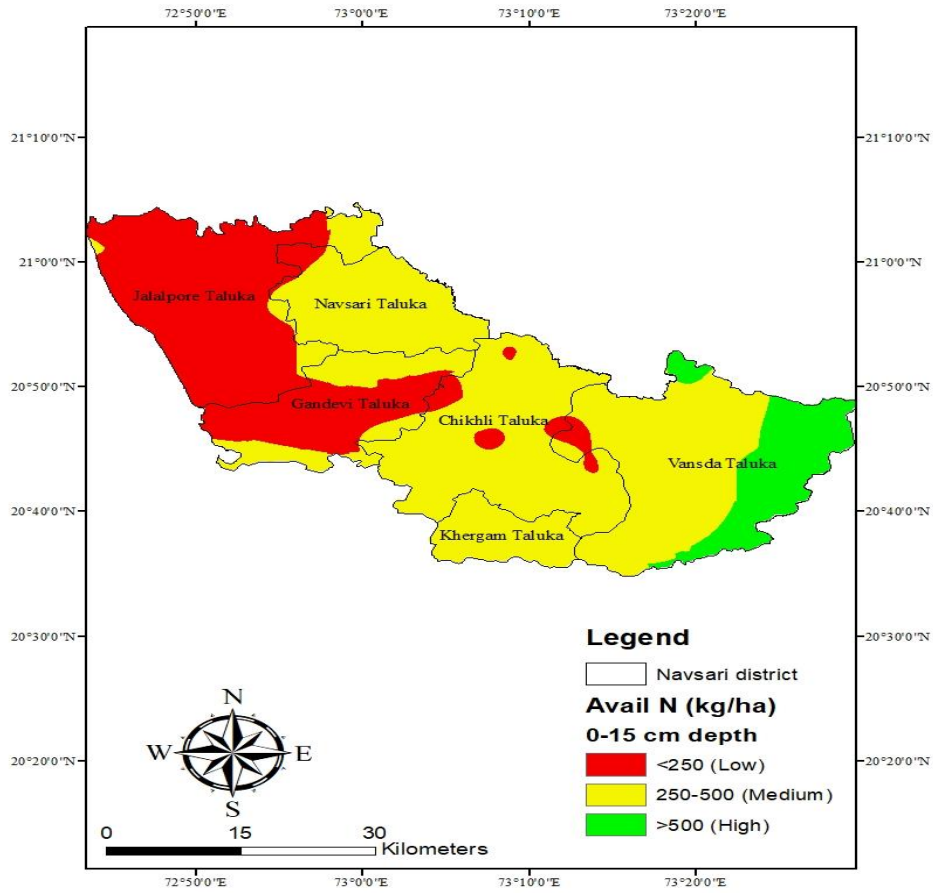 72°50'0"E 73°0'0"E 73°10'0"E 73°20'0"E
21°10'0"N 21°10'0"N
21°0'0"N 21°0'0"N
Jalalpore Taluka
Navsari Taluka
20°50'0"N 20°50'0"N
Gandevi Taluka
Chikhli Taluka
Vansda Taluka
20°40'0"N 20°40'0"N
Khergam Taluka
20°30'0"N 20°30'0"N
Legend
Navsari district
Avail N (kg/ha)
0-15 cm depth
<250 (Low)
250-500 (Medium)
>500 (High)
N
W E
S
20°20'0"N 20°20'0"N
0 15 30
Kilometers
72°50'0"E 73°0'0"E 73°10'0"E 73°20'0"E